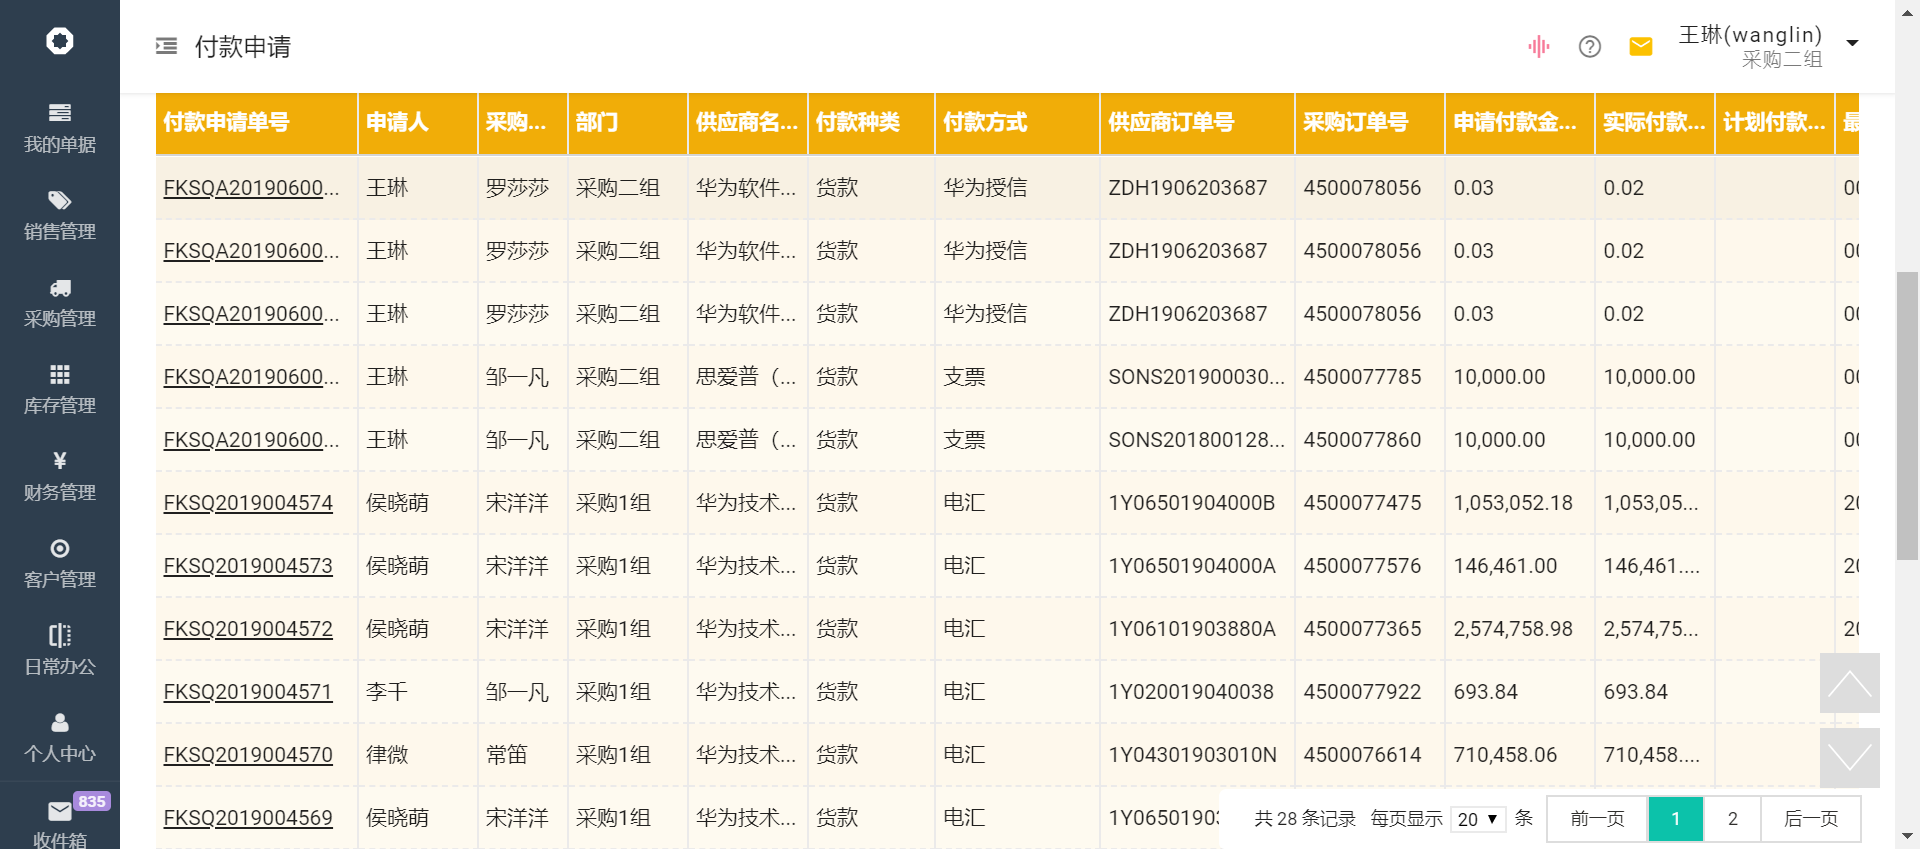 付款申请
王琳(wanglin)
采购二组
我的单据
销售管理
采购管理
库存管理
财务管理
客户管理
日常办公
个人中心
835
收件箱
付款申请单号 申请人 采购... 部门 供应商名... 付款种类 付款方式 供应商订单号 采购订单号 申请付款金... 实际付款... 计划付款... 最
FKSQA20190600... 王琳 罗莎莎 采购二组 华为软件... 货款 华为授信 ZDH1906203687 4500078056 0.03 0.02 00
FKSQA20190600... 王琳 罗莎莎 采购二组 华为软件... 货款 华为授信 ZDH1906203687 4500078056 0.03 0.02 00
FKSQA20190600... 王琳 罗莎莎 采购二组 华为软件... 货款 华为授信 ZDH1906203687 4500078056 0.03 0.02 00
FKSQA20190600... 王琳 邹一凡 采购二组 思爱普（... 货款 支票 SONS201900030... 4500077785 10,000.00 10,000.00 00
FKSQA20190600... 王琳 邹一凡 采购二组 思爱普（... 货款 支票 SONS201800128... 4500077860 10,000.00 10,000.00 00
FKSQ2019004574 侯晓萌 宋洋洋 采购1组 华为技术... 货款 电汇 1Y06501904000B 4500077475 1,053,052.18 1,053,05... 20
FKSQ2019004573 侯晓萌 宋洋洋 采购1组 华为技术... 货款 电汇 1Y06501904000A 4500077576 146,461.00 146,461.... 20
FKSQ2019004572 侯晓萌 宋洋洋 采购1组 华为技术... 货款 电汇 1Y06101903880A 4500077365 2,574,758.98 2,574,75... 20
FKSQ2019004571 李千 邹一凡 采购1组 华为技术... 货款 电汇 1Y020019040038 4500077922 693.84 693.84
FKSQ2019004570 律微 常笛 采购1组 华为技术... 货款 电汇 1Y04301903010N 4500076614 710,458.06 710,458....
FKSQ2019004569 侯晓萌 宋洋洋 采购1组 华为技术... 货款 电汇 1Y0650190
共 28 条记录 每页显示 20 条 前一页 1 2 后一页